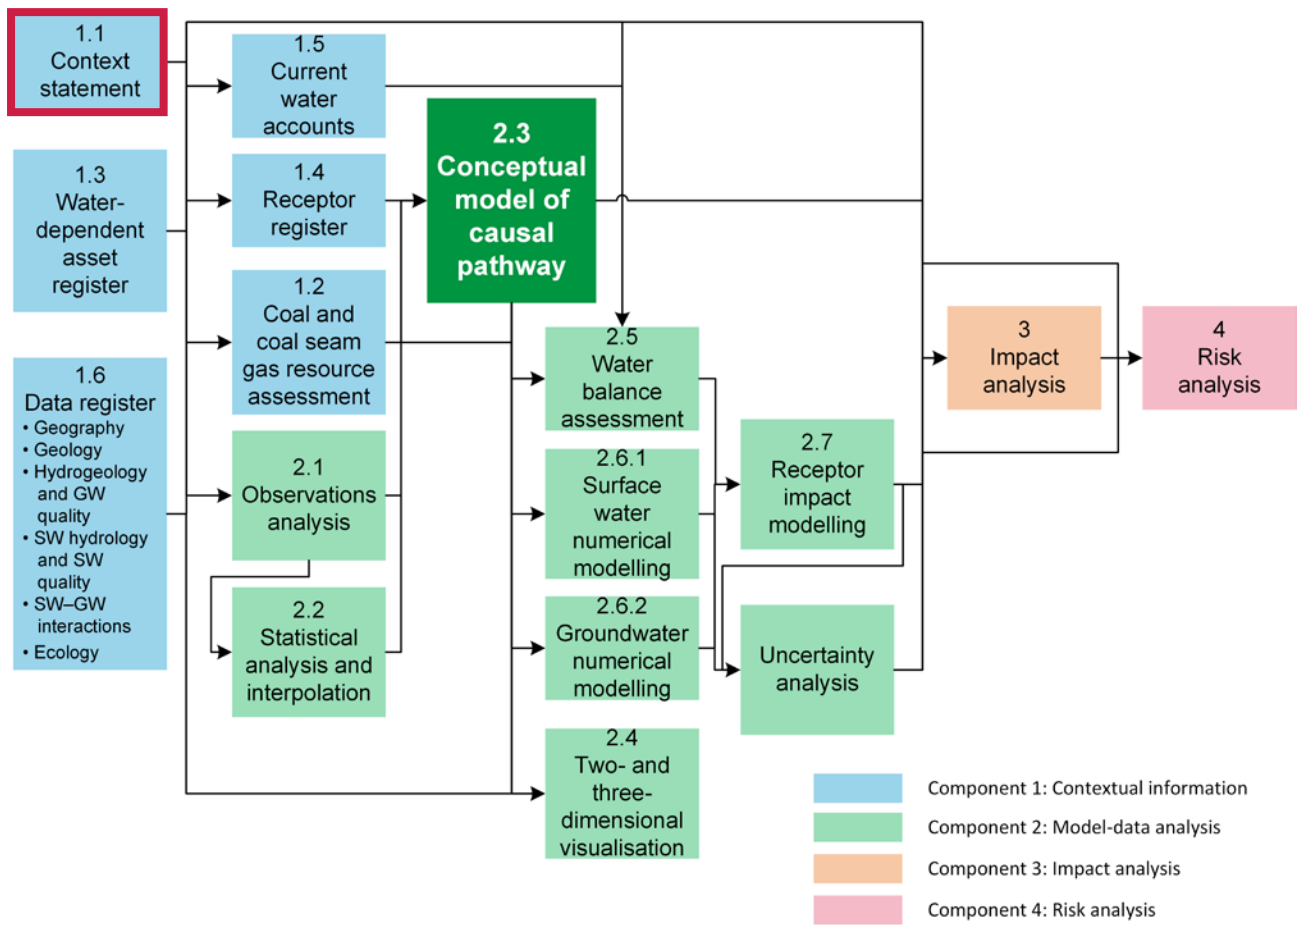 1.1
Context
statement
1.3
Water-
dependent
asset
register
1.6
Data register
• Geography
• Geology
• Hydrogeology
and GW
quality
• SW hydrology
and SW
quality
• SW–GW
interactions
• Ecology
1.5
Current
water
accounts
1.4
Receptor
register
1.2
Coal and
coal seam
gas resource
assessment
2.1
Observations
analysis
2.2
Statistical
analysis and
interpolation
2.3
Conceptual
model of
causal
pathway
2.5
Water
balance
assessment
2.6.1
Surface
water
numerical
modelling
2.6.2
Groundwater
numerical
modelling
2.4
Two- and
three-
dimensional
visualisation
2.7
Receptor
impact
modelling
Uncertainty
analysis
3
Impact
analysis
4
Risk
analysis
Component 1: Contextual information
Component 2: Model-data analysis
Component 3: Impact analysis
Component 4: Risk analysis